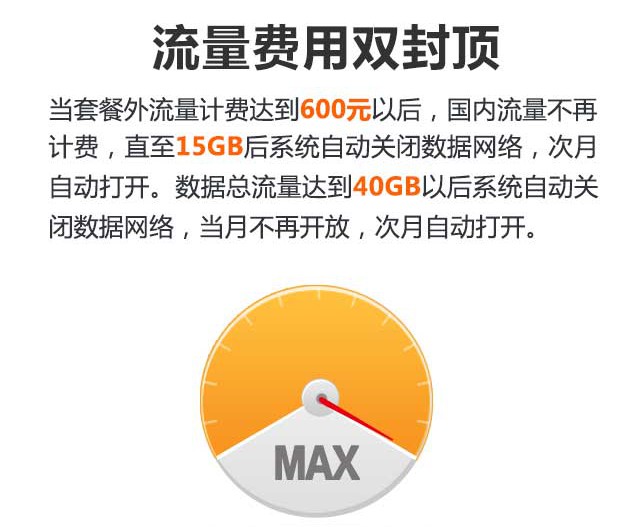 流量费用双封顶
当套餐外流量计费达到600元以后，国内流量不再
计费，直至15GB后系统自动关闭数据网络，次月
自动打开。数据总流量达到40GB以后系统自动关
闭数据网络，当月不再开放，次月自动打开。
MAX